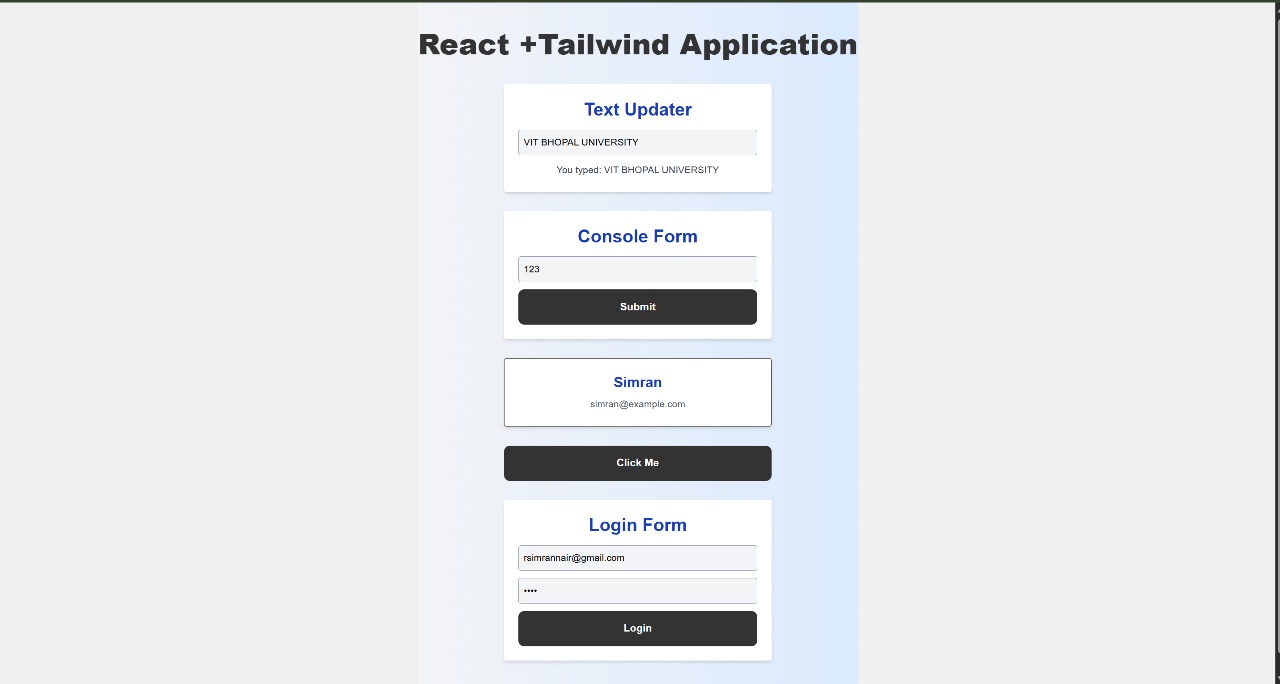 React +Tailwind Application
Text Updater
VIT BHOPAL UNIVERSITY
You typed: VIT BHOPAL UNIVERSITY
Console Form
123
Submit
Simran
simran@example.com
Click Me
Login Form
rsimrannair@gmail.com
••••
Login